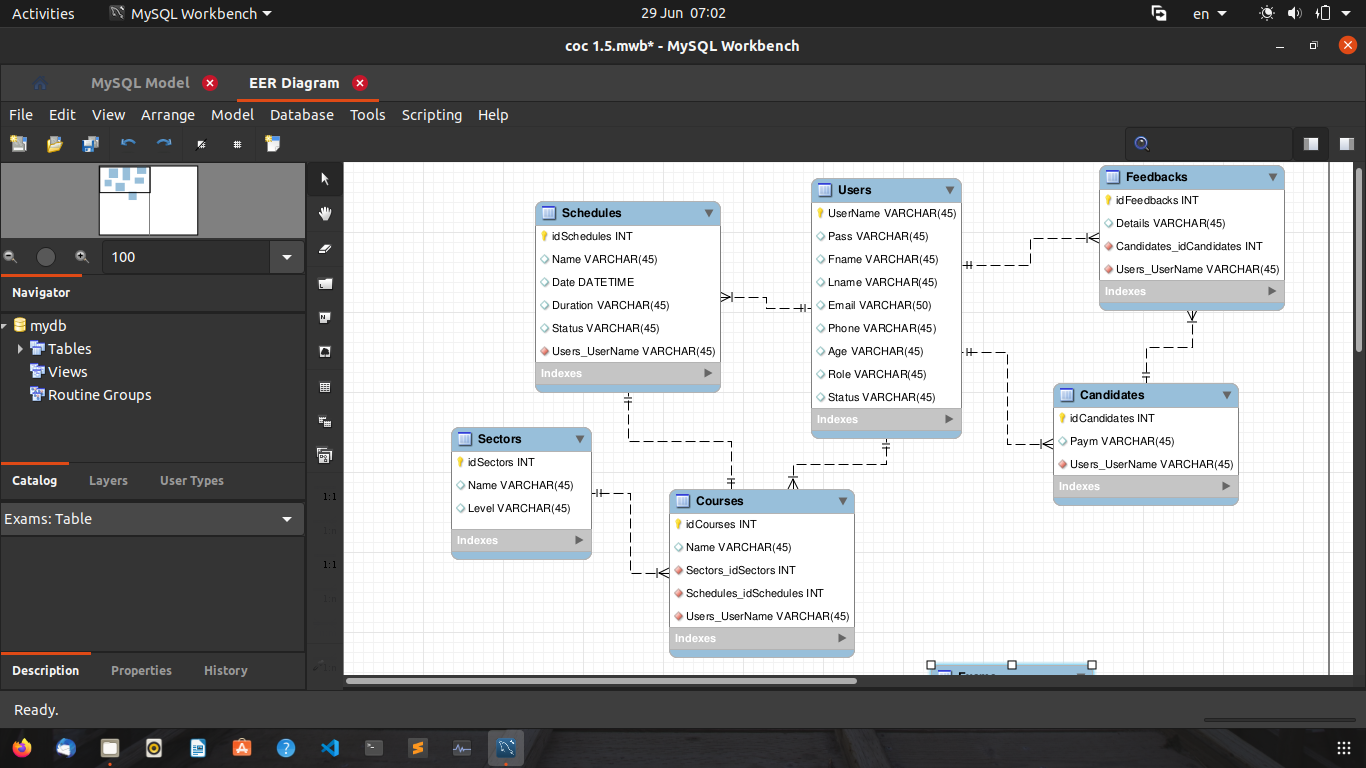 Activities
MySQL Workbench
29 Jun 07:02
en
coc 1.5.mwb* - MySQL Workbench
MySQL Model
EER Diagram
File Edit View Arrange Model Database Tools Scripting Help
100
Navigator
mydb
Tables
Views
Routine Groups
Catalog Layers User Types
Exams: Table
Description Properties History
1:1
1:1
Schedules
idSchedules INT
Name VARCHAR(45)
Date DATETIME
Duration VARCHAR(45)
Status VARCHAR(45)
Users_UserName VARCHAR(45)
Indexes
Users
UserName VARCHAR(45)
Pass VARCHAR(45)
Fname VARCHAR(45)
Lname VARCHAR(45)
Email VARCHAR(50)
Phone VARCHAR(45)
Age VARCHAR(45)
Role VARCHAR(45)
Status VARCHAR(45)
Indexes
Feedbacks
idFeedbacks INT
Details VARCHAR(45)
Candidates_idCandidates INT
Users_UserName VARCHAR(45)
Indexes
Candidates
idCandidates INT
Paym VARCHAR(45)
Users_UserName VARCHAR(45)
Indexes
Sectors
idSectors INT
Name VARCHAR(45)
Level VARCHAR(45)
Indexes
Courses
idCourses INT
Name VARCHAR(45)
Sectors_idSectors INT
Schedules_idSchedules INT
Users_UserName VARCHAR(45)
Indexes
Ready.